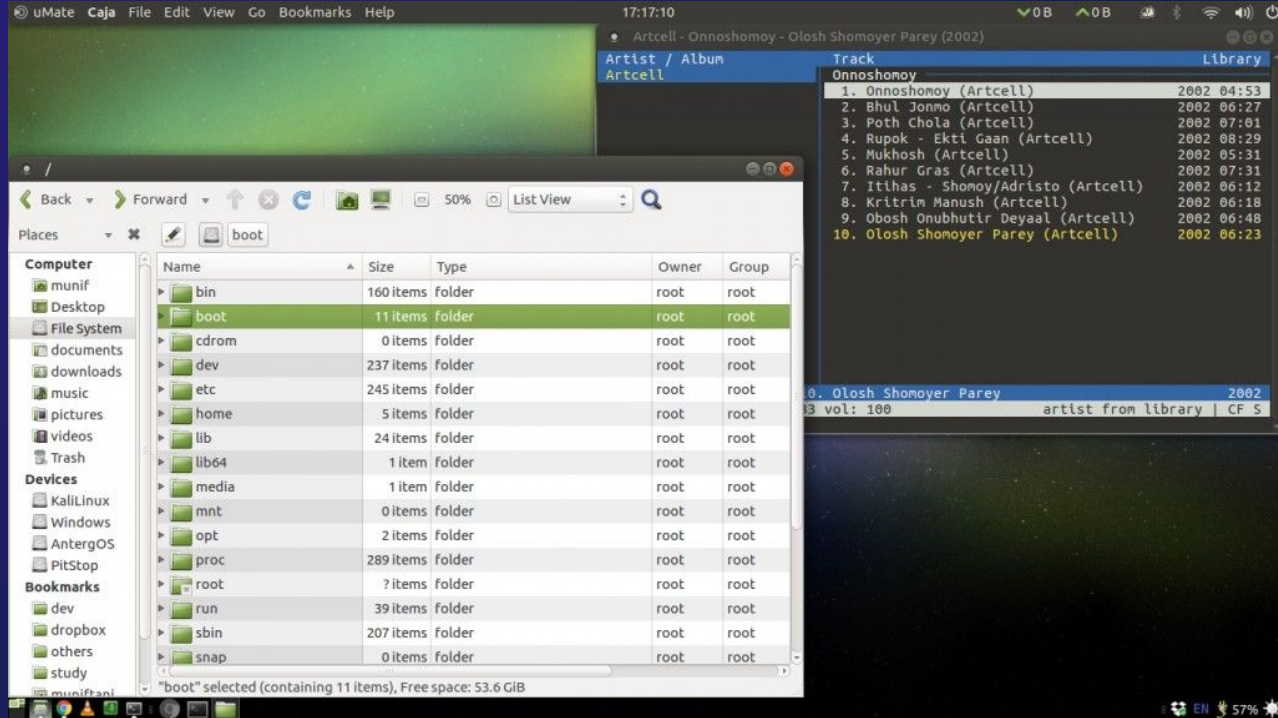 uMate Caja File Edit View Go Bookmarks Help 17:17:10 0 B 0 B
Artcell - Onnoshomoy - Olosh Shomoyer Parey (2002)
Artist / Album Track Library
Artcell
Onnoshomoy
1. Onnoshomoy (Artcell) 2002 04:53
2. Bhul Jonmo (Artcell) 2002 06:27
3. Poth Chola (Artcell) 2002 07:01
4. Rupok - Ekti Gaan (Artcell) 2002 08:29
5. Mukhosh (Artcell) 2002 05:31
6. Rahur Gras (Artcell) 2002 07:31
7. Itihas - Shomoy/Adristo (Artcell) 2002 06:12
8. Kritrim Manush (Artcell) 2002 06:18
9. Obosh Onubhutir Deyaal (Artcell) 2002 06:48
10. Olosh Shomoyer Parey (Artcell) 2002 06:23
0. Olosh Shomoyer Parey 2002
vol: 100 artist from library | CF S
/
Back Forward 50% List View
Places boot
Computer
munif
Desktop
File System
documents
downloads
music
pictures
videos
Trash
Devices
KaliLinux
Windows
AntergOS
PitStop
Bookmarks
dev
dropbox
others
study
muniftani
Name Size Type Owner Group
bin 160 items folder root root
boot 11 items folder root root
cdrom 0 items folder root root
dev 237 items folder root root
etc 245 items folder root root
home 5 items folder root root
lib 24 items folder root root
lib64 1 item folder root root
media 1 item folder root root
mnt 0 items folder root root
opt 2 items folder root root
proc 289 items folder root root
root ? items folder root root
run 39 items folder root root
sbin 207 items folder root root
snap 0 items folder root root
"boot" selected (containing 11 items), Free space: 53.6 GiB
EN 57%